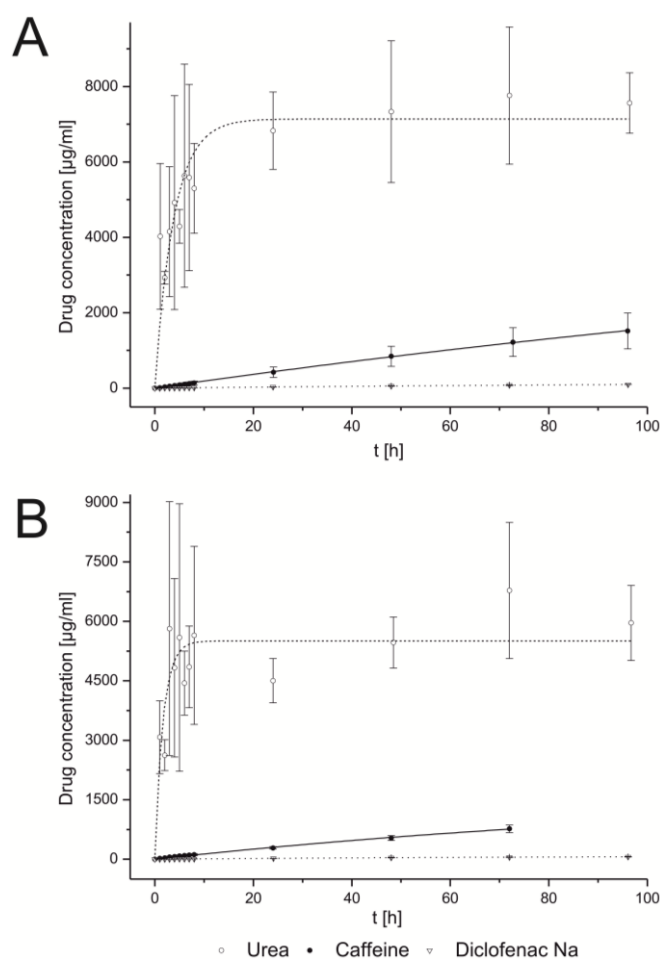 A
Drug concentration [µg/ml]
8000
6000
4000
2000
0
0 20 40 60 80 100
t [h]
B
Drug concentration [µg/ml]
9000
7500
6000
4500
3000
1500
0
0 20 40 60 80 100
t [h]
Urea Caffeine Diclofenac Na